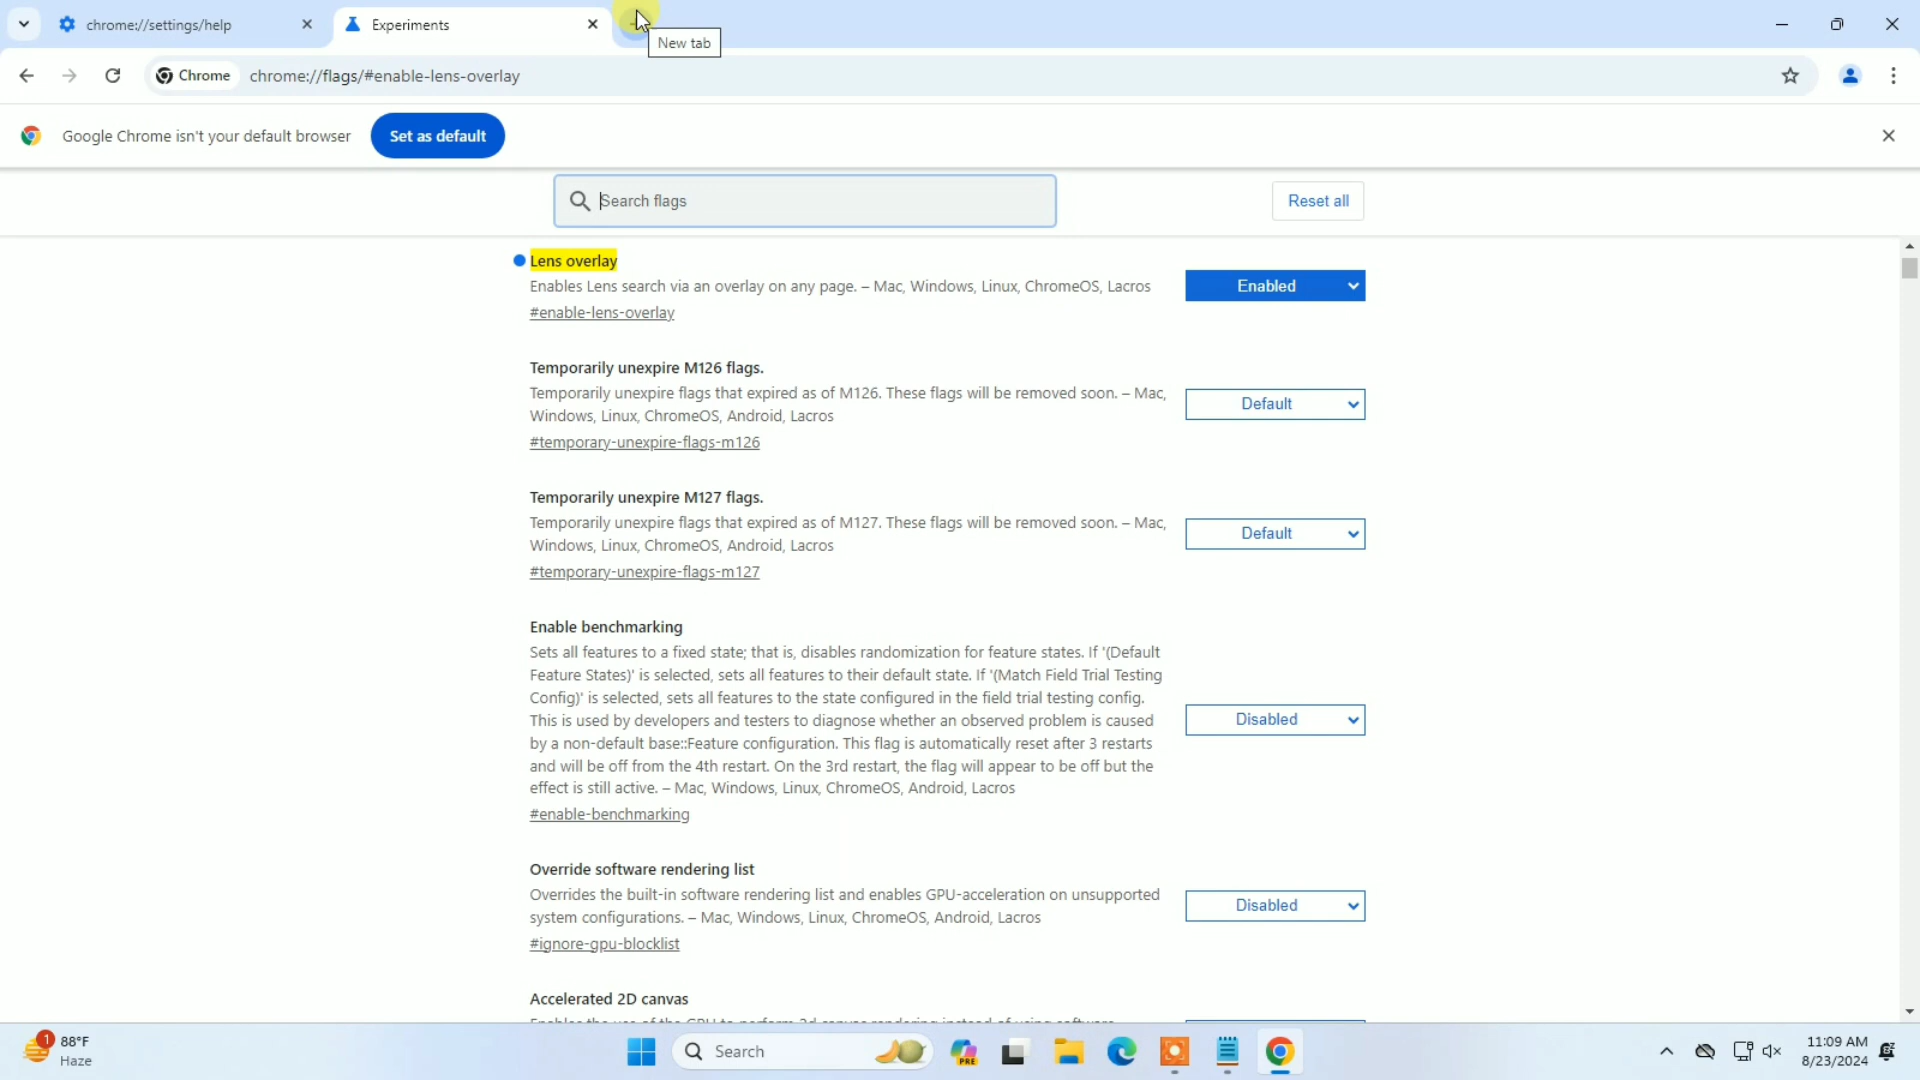 chrome://settings/help
Experiments
New tab
Chrome
chrome://flags/#enable-lens-overlay
Google Chrome isn't your default browser
Set as default
Search flags
Reset all
Lens overlay
Enables Lens search via an overlay on any page. – Mac, Windows, Linux, ChromeOS, Lacros
#enable-lens-overlay
Enabled
Temporarily unexpire M126 flags.
Temporarily unexpire flags that expired as of M126. These flags will be removed soon. – Mac,
Windows, Linux, ChromeOS, Android, Lacros
#temporary-unexpire-flags-m126
Default
Temporarily unexpire M127 flags.
Temporarily unexpire flags that expired as of M127. These flags will be removed soon. – Mac,
Windows, Linux, ChromeOS, Android, Lacros
#temporary-unexpire-flags-m127
Default
Enable benchmarking
Sets all features to a fixed state; that is, disables randomization for feature states. If '(Default
Feature States)' is selected, sets all features to their default state. If '(Match Field Trial Testing
Config)' is selected, sets all features to the state configured in the field trial testing config.
This is used by developers and testers to diagnose whether an observed problem is caused
by a non-default base::Feature configuration. This flag is automatically reset after 3 restarts
and will be off from the 4th restart. On the 3rd restart, the flag will appear to be off but the
effect is still active. – Mac, Windows, Linux, ChromeOS, Android, Lacros
#enable-benchmarking
Disabled
Override software rendering list
Overrides the built-in software rendering list and enables GPU-acceleration on unsupported
system configurations. – Mac, Windows, Linux, ChromeOS, Android, Lacros
#ignore-gpu-blocklist
Disabled
Accelerated 2D canvas
1
88°F
Haze
Search
PRE
11:09 AM
8/23/2024